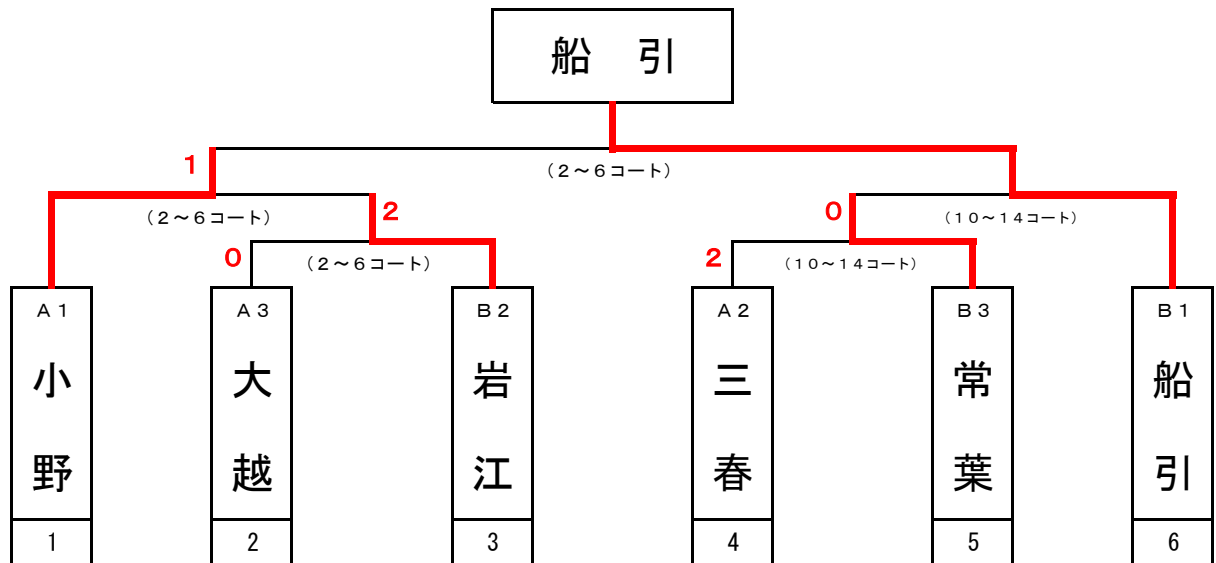 船 引
1
(2~6コート)
2
0
(2~6コート)
(10~14コート)
0
2
(2~6コート)
(10~14コート)
A1
A3
B2
A2
B3
B1
小野
大越
岩江
三春
常葉
船引
1
2
3
4
5
6